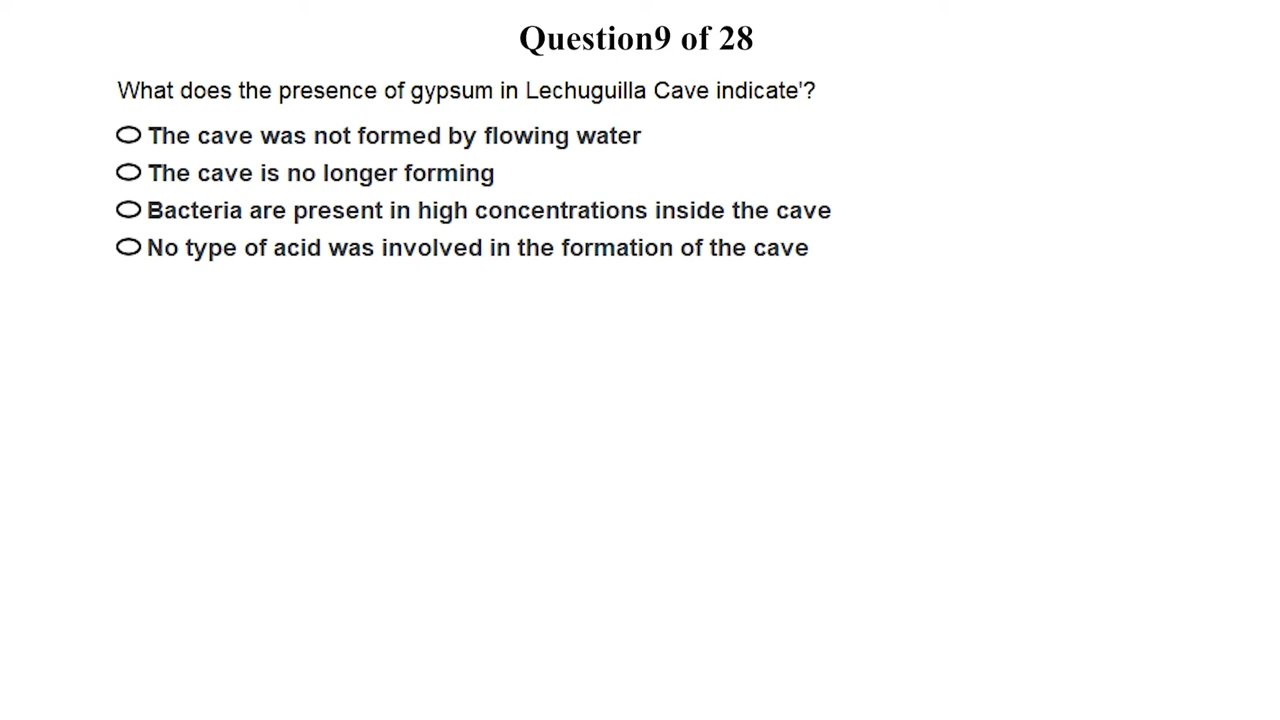 Question9 of 28
What does the presence of gypsum in Lechuguilla Cave indicate'?
The cave was not formed by flowing water
The cave is no longer forming
Bacteria are present in high concentrations inside the cave
No type of acid was involved in the formation of the cave